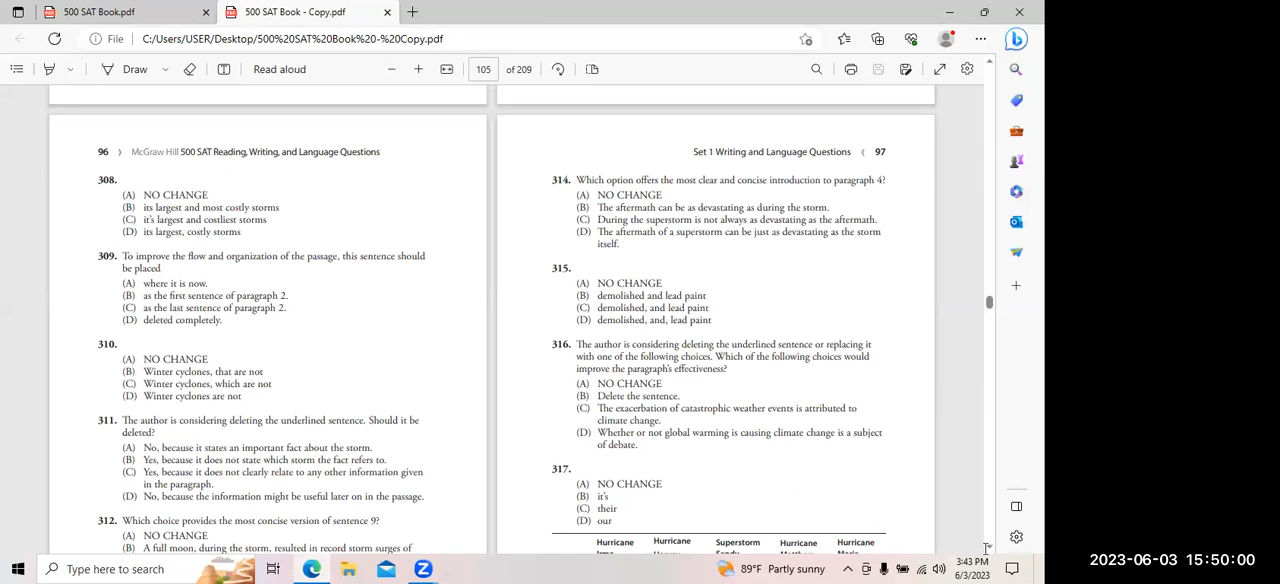 500 SAT Book.pdf
500 SAT Book - Copy.pdf
File
C:/Users/USER/Desktop/500%20SAT%20Book%20-%20Copy.pdf
Draw
Read aloud
105 of 209
96 McGraw Hill 500 SAT Reading, Writing, and Language Questions
308.
(A) NO CHANGE
(B) its largest and most costly storms
(C) it's largest and costliest storms
(D) its largest, costly storms
309. To improve the flow and organization of the passage, this sentence should
be placed
(A) where it is now.
(B) as the first sentence of paragraph 2.
(C) as the last sentence of paragraph 2.
(D) deleted completely.
310.
(A) NO CHANGE
(B) Winter cyclones, that are not
(C) Winter cyclones, which are not
(D) Winter cyclones are not
311. The author is considering deleting the underlined sentence. Should it be
deleted?
(A) No, because it states an important fact about the storm.
(B) Yes, because it does not state which storm the fact refers to.
(C) Yes, because it does not clearly relate to any other information given
in the paragraph.
(D) No, because the information might be useful later on in the passage.
312. Which choice provides the most concise version of sentence 9?
(A) NO CHANGE
(B) A full moon, during the storm, resulted in record storm surges of
Set 1 Writing and Language Questions 97
314. Which option offers the most clear and concise introduction to paragraph 4?
(A) NO CHANGE
(B) The aftermath can be as devastating as during the storm.
(C) During the superstorm is not always as devastating as the aftermath.
(D) The aftermath of a superstorm can be just as devastating as the storm
itself.
315.
(A) NO CHANGE
(B) demolished and lead paint
(C) demolished, and lead paint
(D) demolished, and, lead paint
316. The author is considering deleting the underlined sentence or replacing it
with one of the following choices. Which of the following choices would
improve the paragraph's effectiveness?
(A) NO CHANGE
(B) Delete the sentence.
(C) The exacerbation of catastrophic weather events is attributed to
climate change.
(D) Whether or not global warming is causing climate change is a subject
of debate.
317.
(A) NO CHANGE
(B) it's
(C) their
(D) our
Hurricane Hurricane Superstorm Hurricane Hurricane
Type here to search
89°F Partly sunny
3:43 PM
6/3/2023
2023-06-03 15:50:00